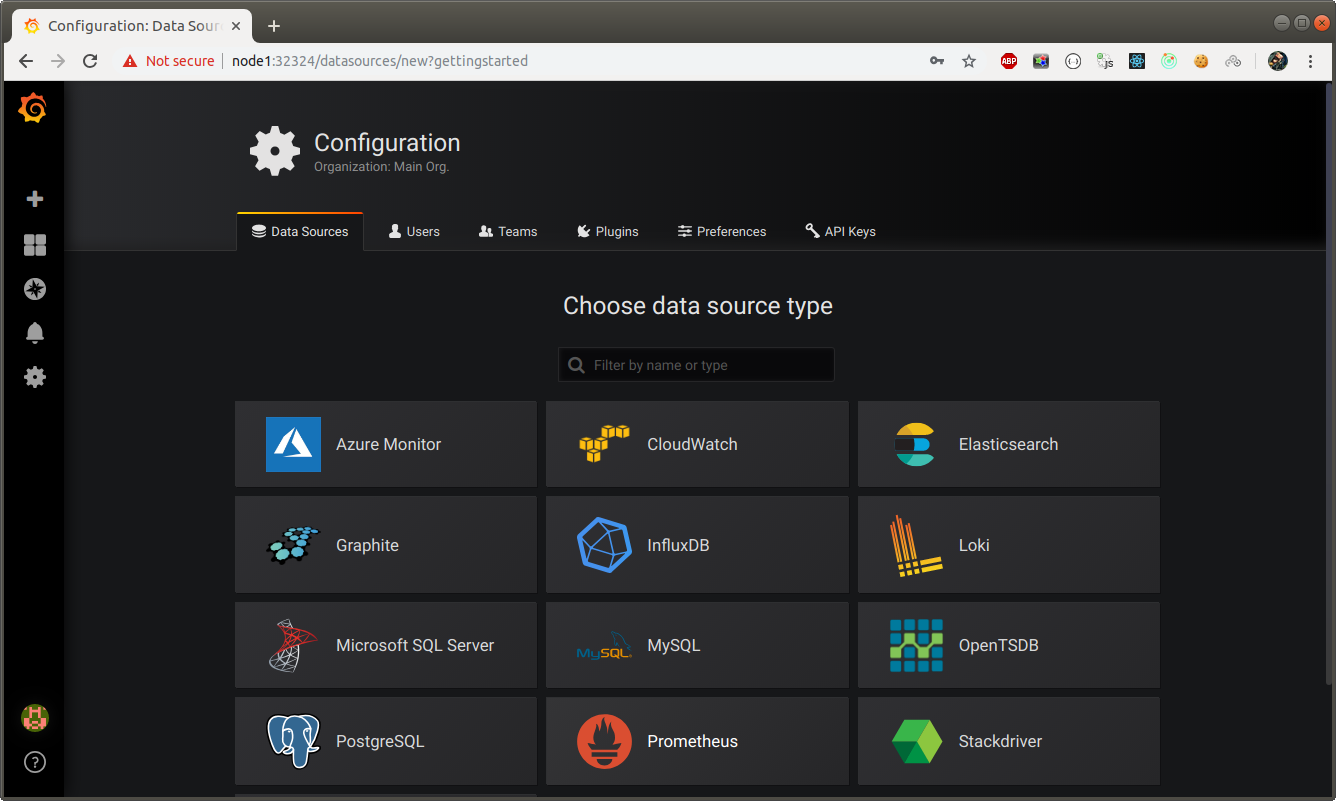 Configuration: Data Sour
Not secure
node1:32324/datasources/new?gettingstarted
ABP
js
Configuration
Organization: Main Org.
Data Sources
Users
Teams
Plugins
Preferences
API Keys
Choose data source type
Filter by name or type
Azure Monitor
CloudWatch
Elasticsearch
Graphite
InfluxDB
Loki
Microsoft SQL Server
MySQL
MySQL
OpenTSDB
PostgreSQL
Prometheus
Stackdriver
?